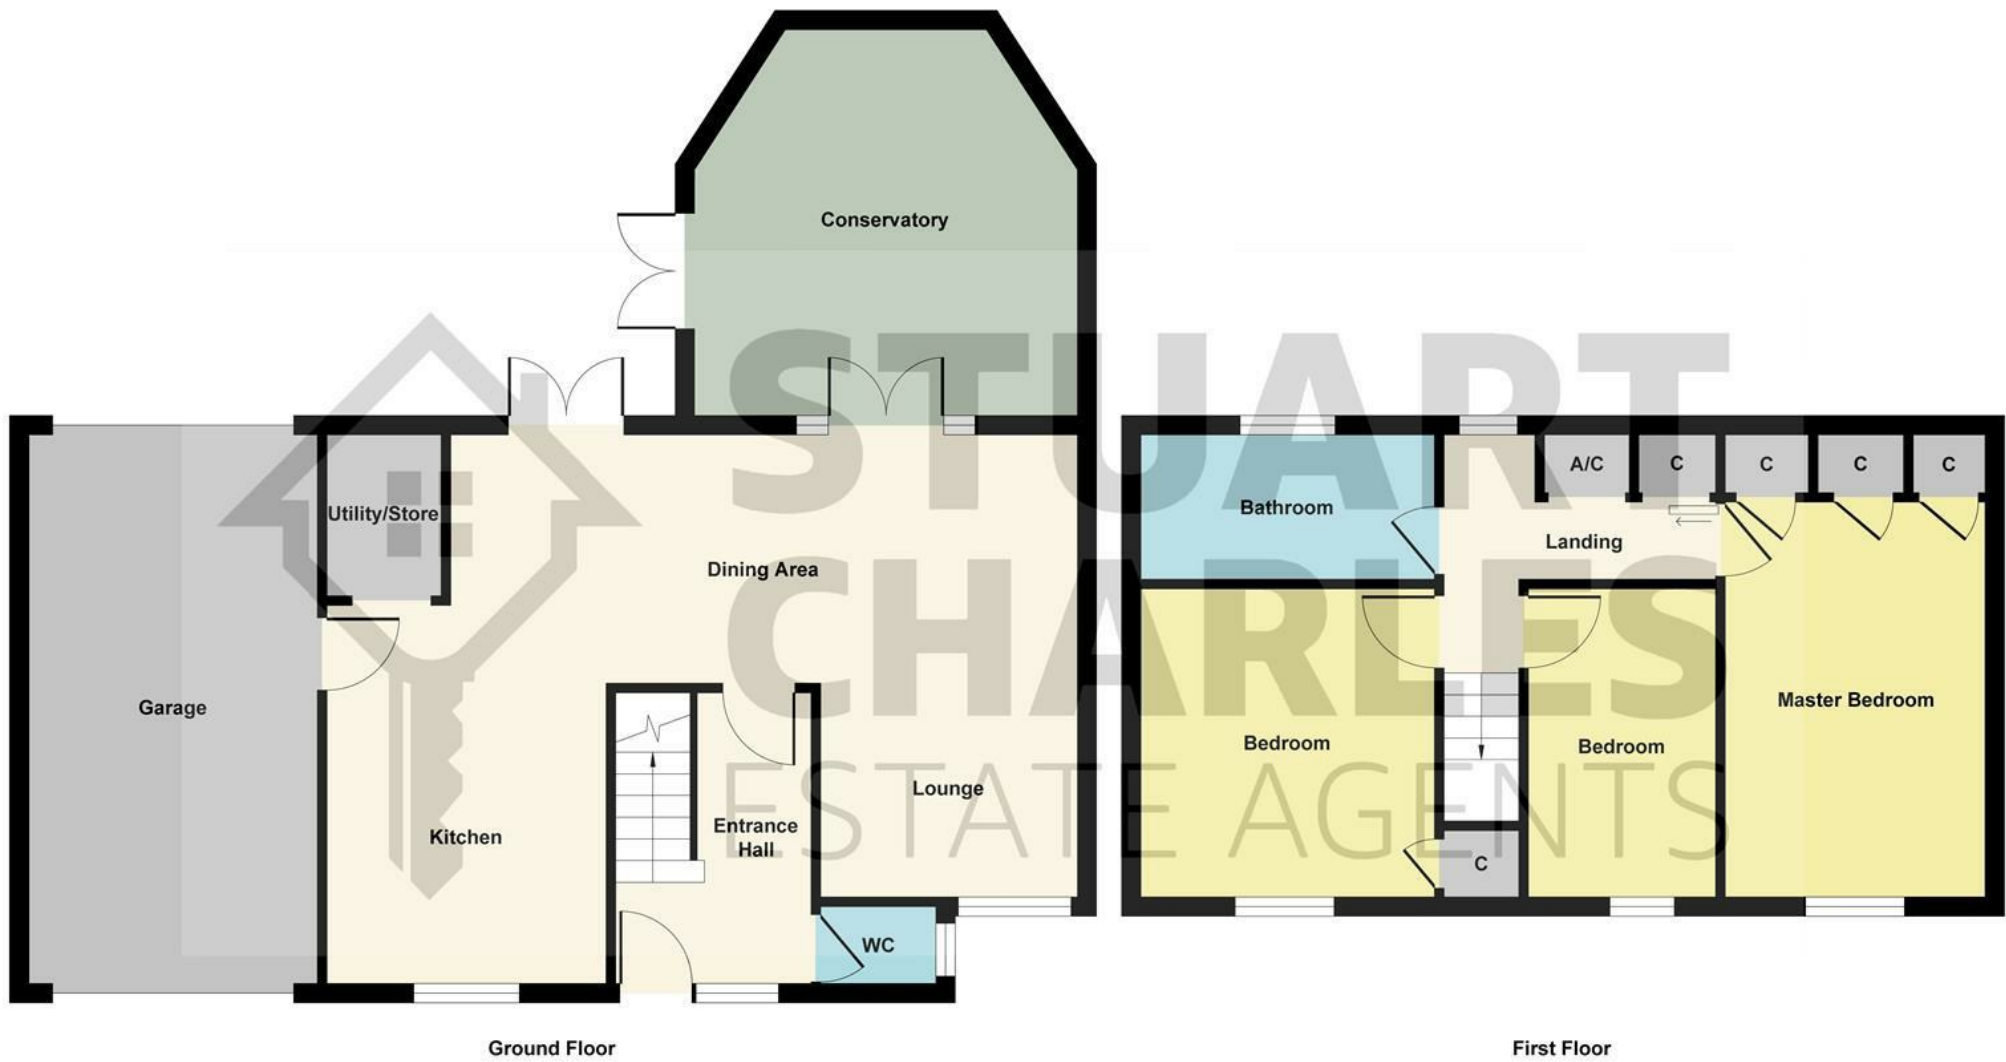 Conservatory
Utility/Store
Dining Area
Garage
Lounge
Kitchen
Entrance
Hall
WC
Ground Floor
A/C
C
C
C
C
Bathroom
Landing
Master Bedroom
Bedroom
Bedroom
C
First Floor
STUART
CHARLES
ESTATE AGENTS